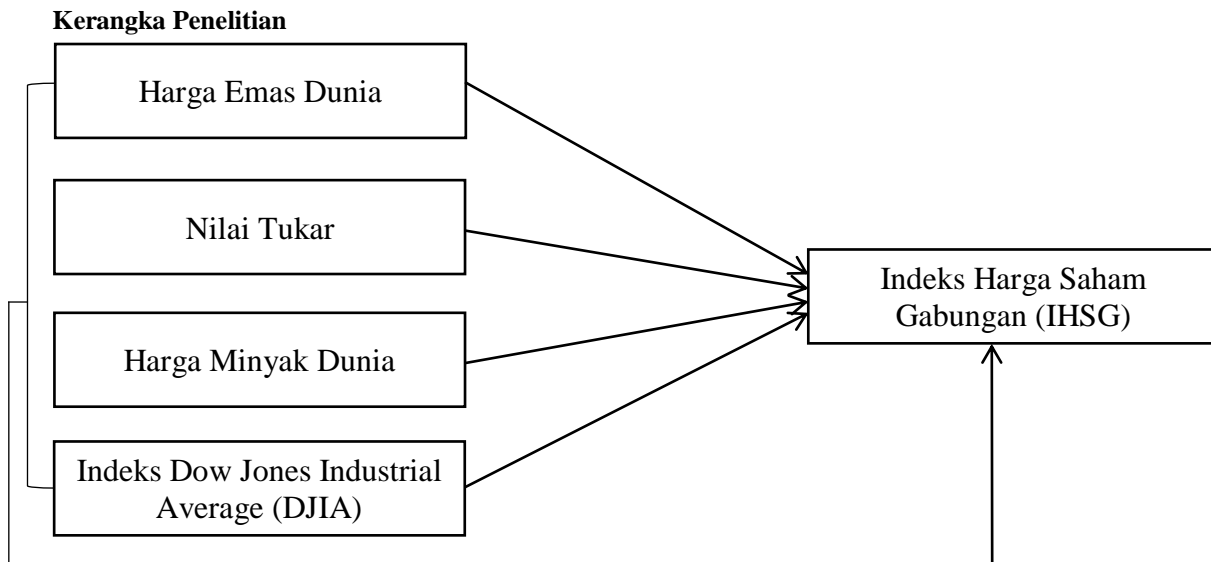 Kerangka Penelitian
Harga Emas Dunia
Nilai Tukar
Harga Minyak Dunia
Indeks Dow Jones Industrial
Average (DJIA)
Indeks Harga Saham
Gabungan (IHSG)